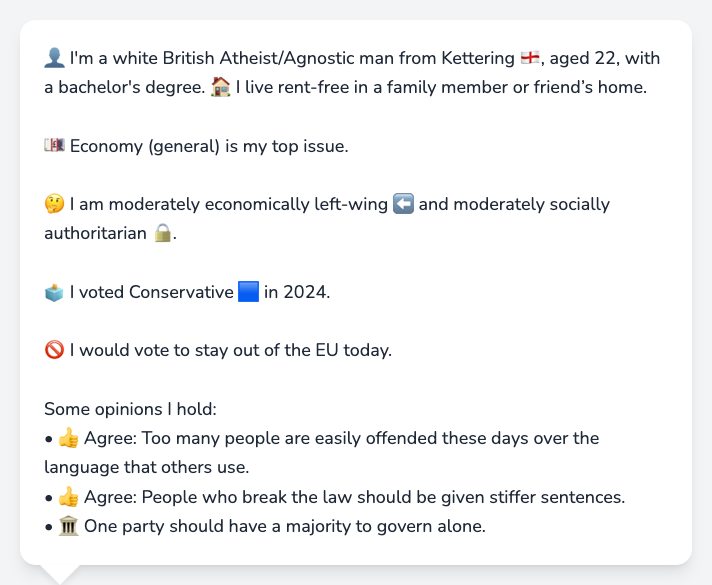 👤 I'm a white British Atheist/Agnostic man from Kettering 🏴󠁧󠁢󠁥󠁮󠁧󠁿, aged 22, with
a bachelor's degree. 🏠 I live rent-free in a family member or friend’s home.
💷 Economy (general) is my top issue.
🤔 I am moderately economically left-wing ⬅️ and moderately socially
authoritarian 🔒.
🗳️ I voted Conservative 🟦 in 2024.
🚫 I would vote to stay out of the EU today.
Some opinions I hold:
• 👍 Agree: Too many people are easily offended these days over the
language that others use.
• 👍 Agree: People who break the law should be given stiffer sentences.
• 🏛️ One party should have a majority to govern alone.